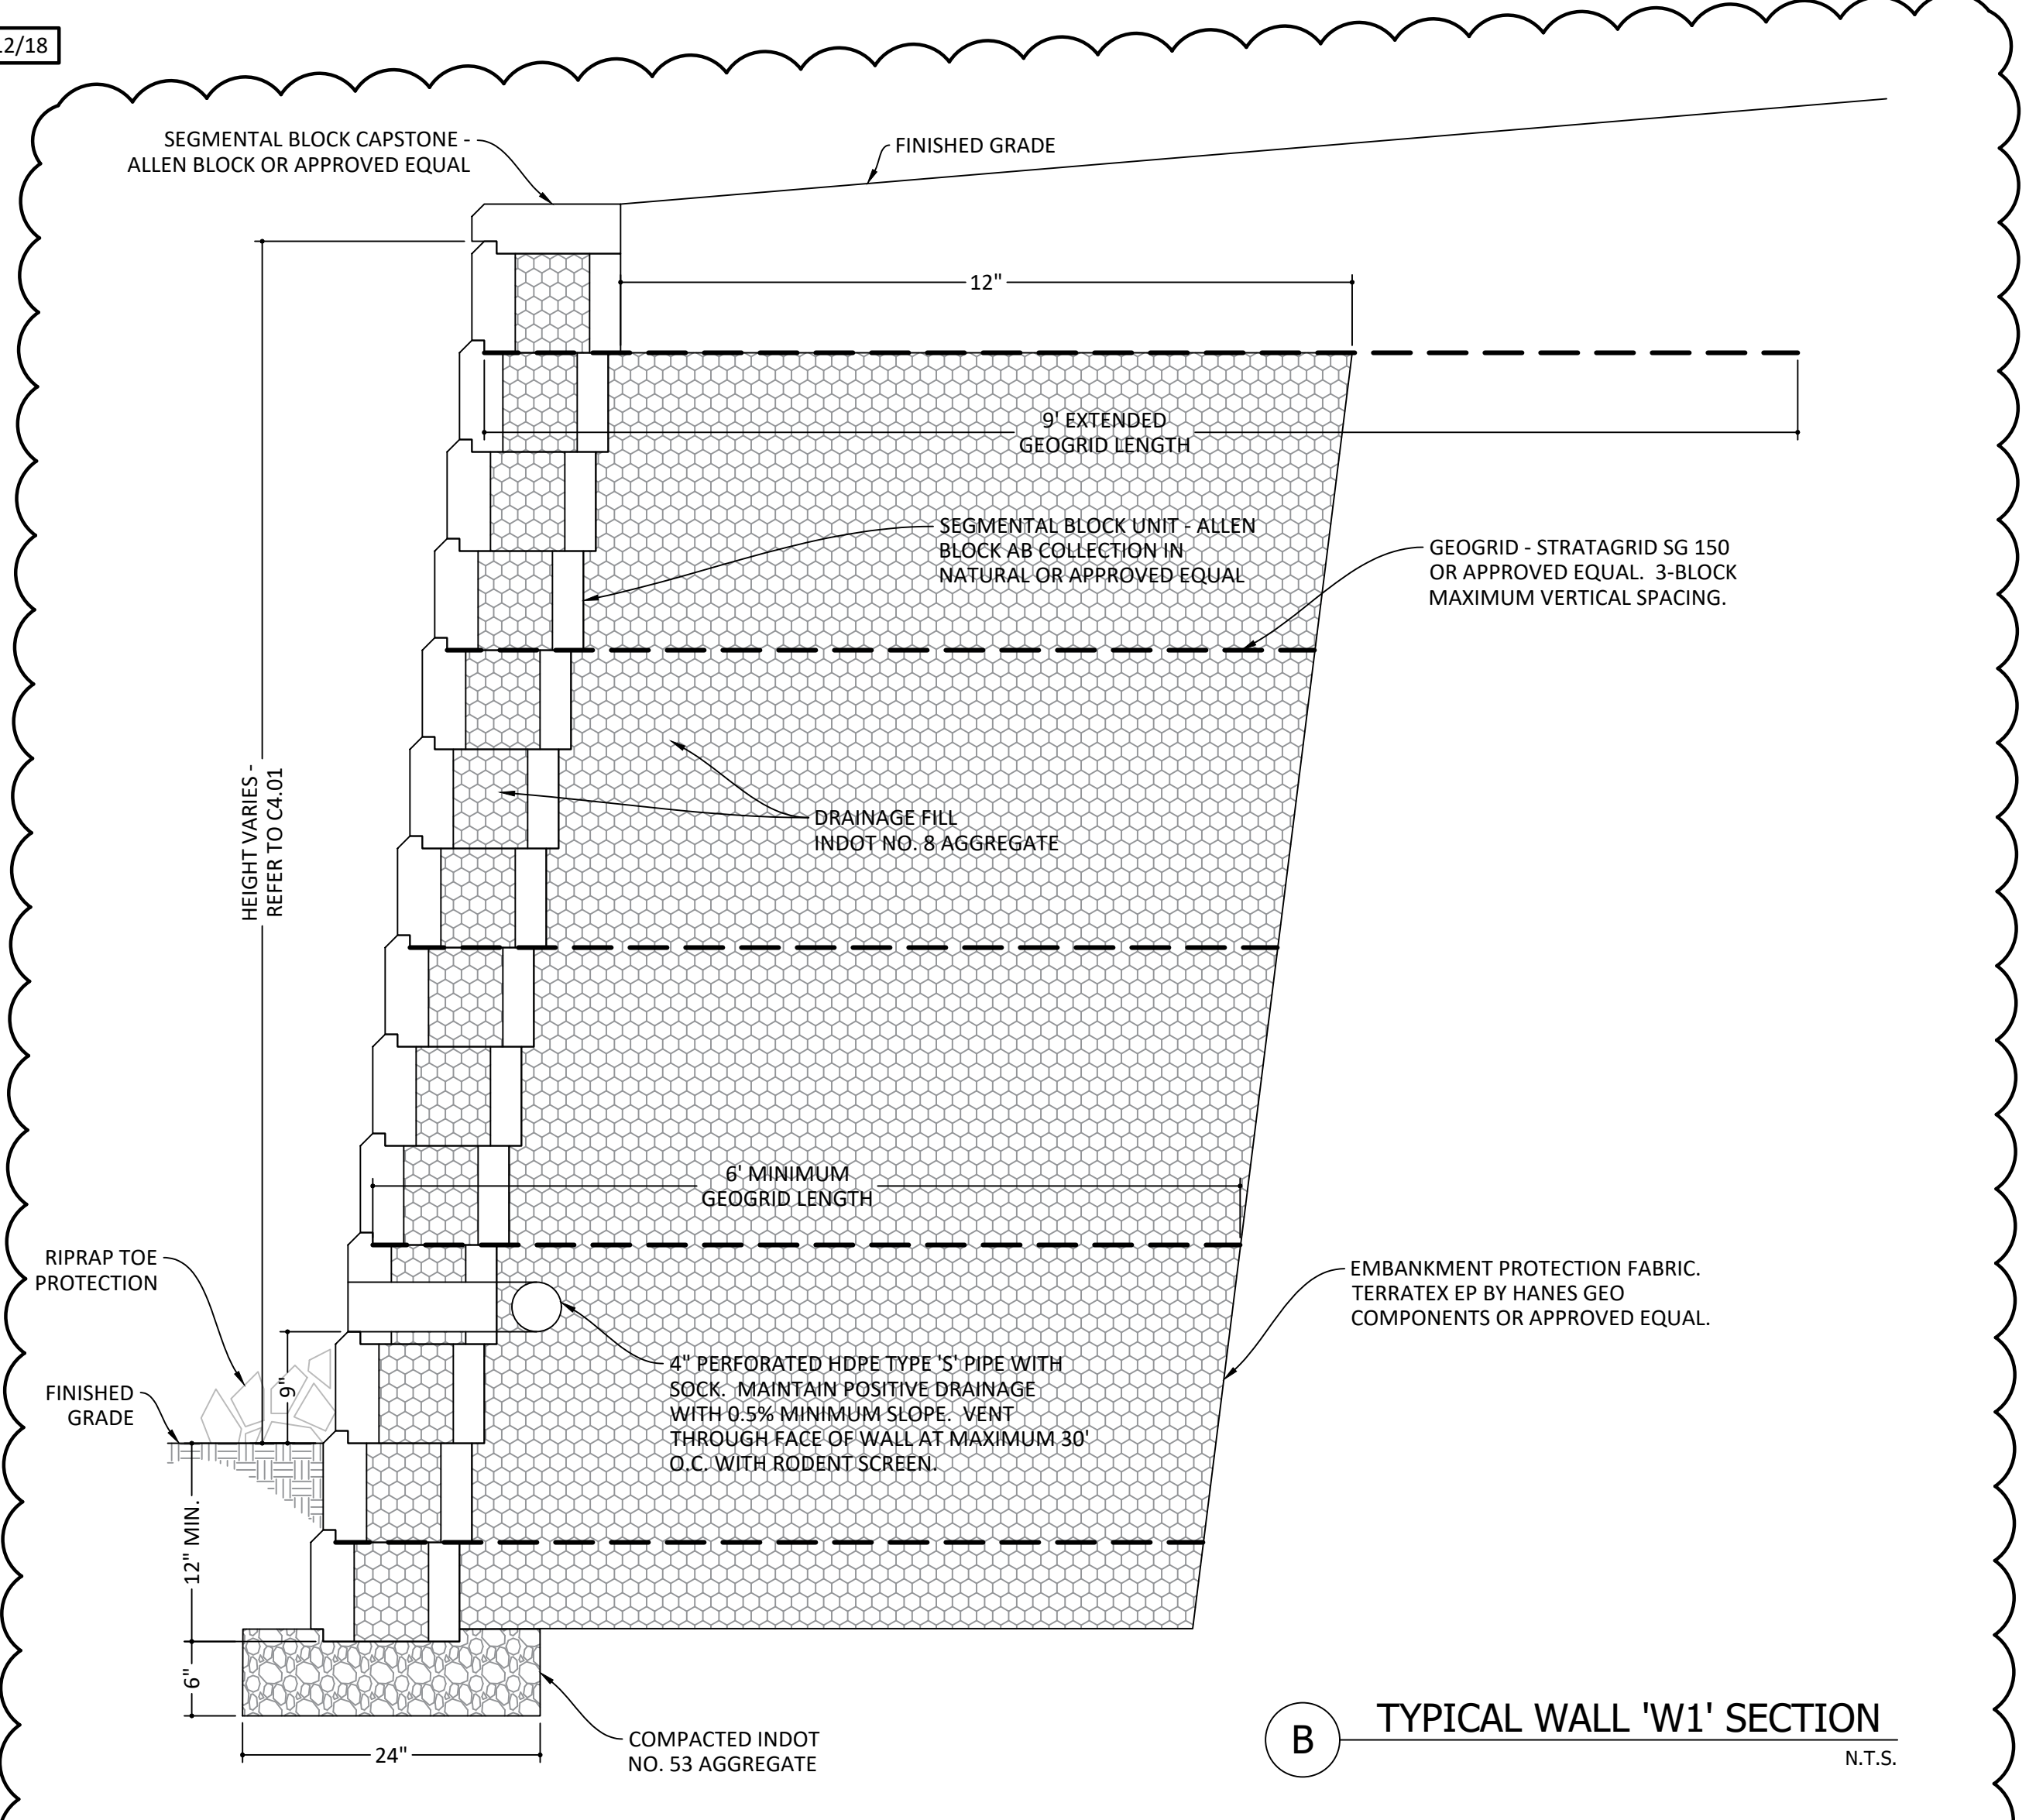 12/18
SEGMENTAL BLOCK CAPSTONE -
ALLEN BLOCK OR APPROVED EQUAL
FINISHED GRADE
12"
9' EXTENDED
GEOGRID LENGTH
SEGMENTAL BLOCK UNIT - ALLEN
BLOCK AB COLLECTION IN
NATURAL OR APPROVED EQUAL
GEOGRID - STRATAGRID SG 150
OR APPROVED EQUAL. 3-BLOCK
MAXIMUM VERTICAL SPACING.
HEIGHT VARIES -
REFER TO C4.01
DRAINAGE FILL
INDOT NO. 8 AGGREGATE
6' MINIMUM
GEOGRID LENGTH
RIPRAP TOE
PROTECTION
EMBANKMENT PROTECTION FABRIC.
TERRATEX EP BY HANES GEO
COMPONENTS OR APPROVED EQUAL.
4" PERFORATED HDPE TYPE 'S' PIPE WITH
SOCK. MAINTAIN POSITIVE DRAINAGE
WITH 0.5% MINIMUM SLOPE. VENT
THROUGH FACE OF WALL AT MAXIMUM 30'
O.C. WITH RODENT SCREEN.
9"
FINISHED
GRADE
12" MIN.
6"
24"
COMPACTED INDOT
NO. 53 AGGREGATE
B
TYPICAL WALL 'W1' SECTION
N.T.S.